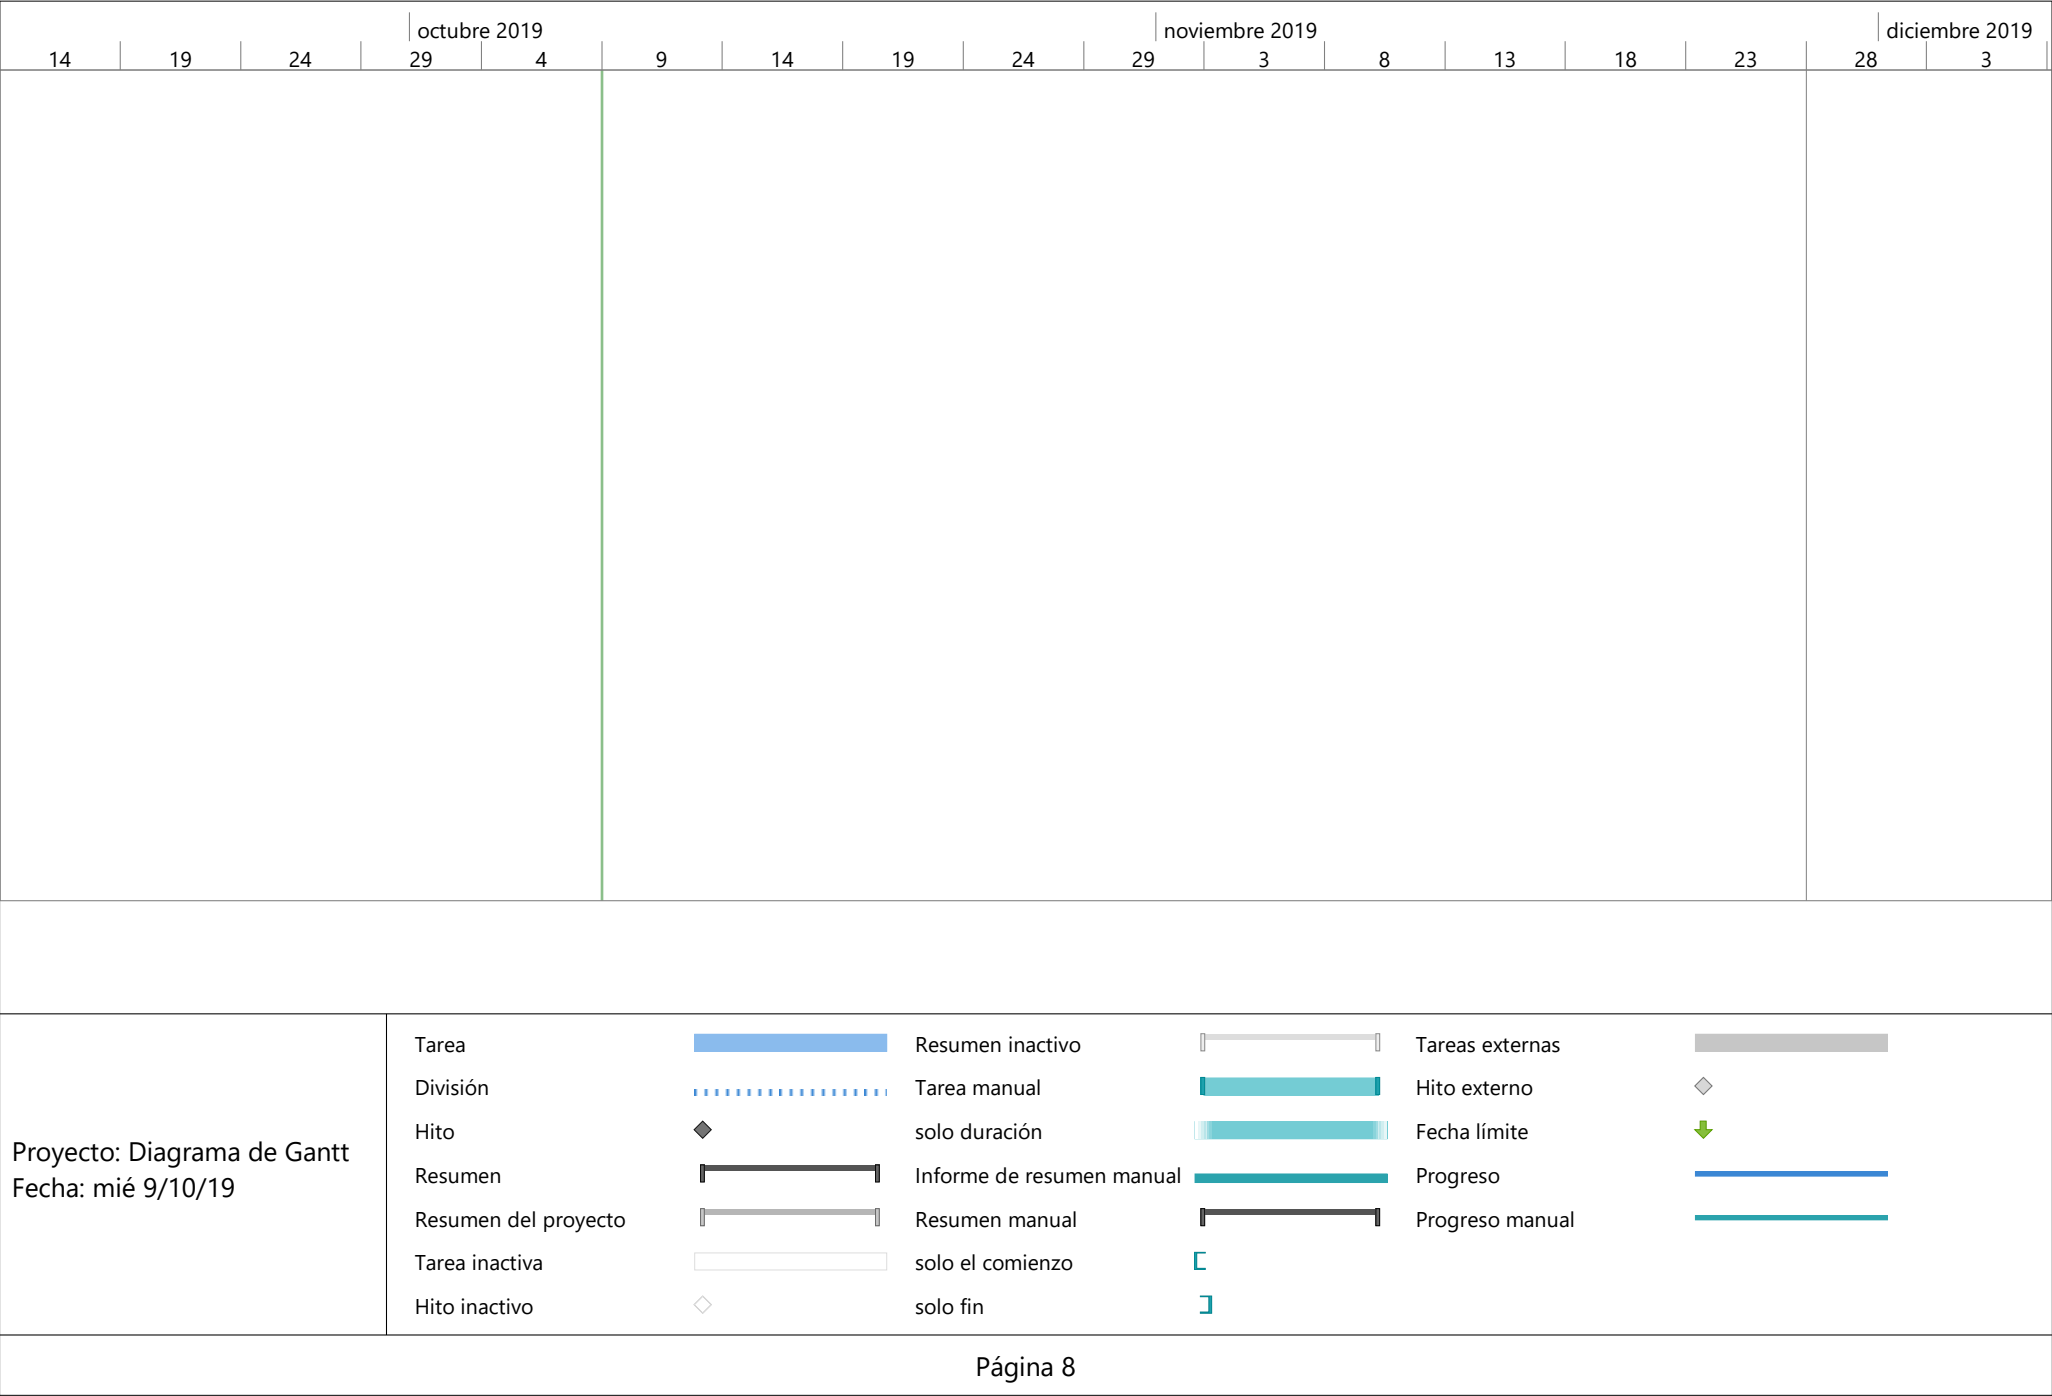 octubre 2019 noviembre 2019 diciembre 2019
14 19 24 29 4 9 14 19 24 29 3 8 13 18 23 28 3
Proyecto: Diagrama de Gantt
Fecha: mié 9/10/19
Tarea
División
Hito
Resumen
Resumen del proyecto
Tarea inactiva
Hito inactivo
Resumen inactivo
Tarea manual
solo duración
Informe de resumen manual
Resumen manual
solo el comienzo
solo fin
Tareas externas
Hito externo
Fecha límite
Progreso
Progreso manual
Página 8